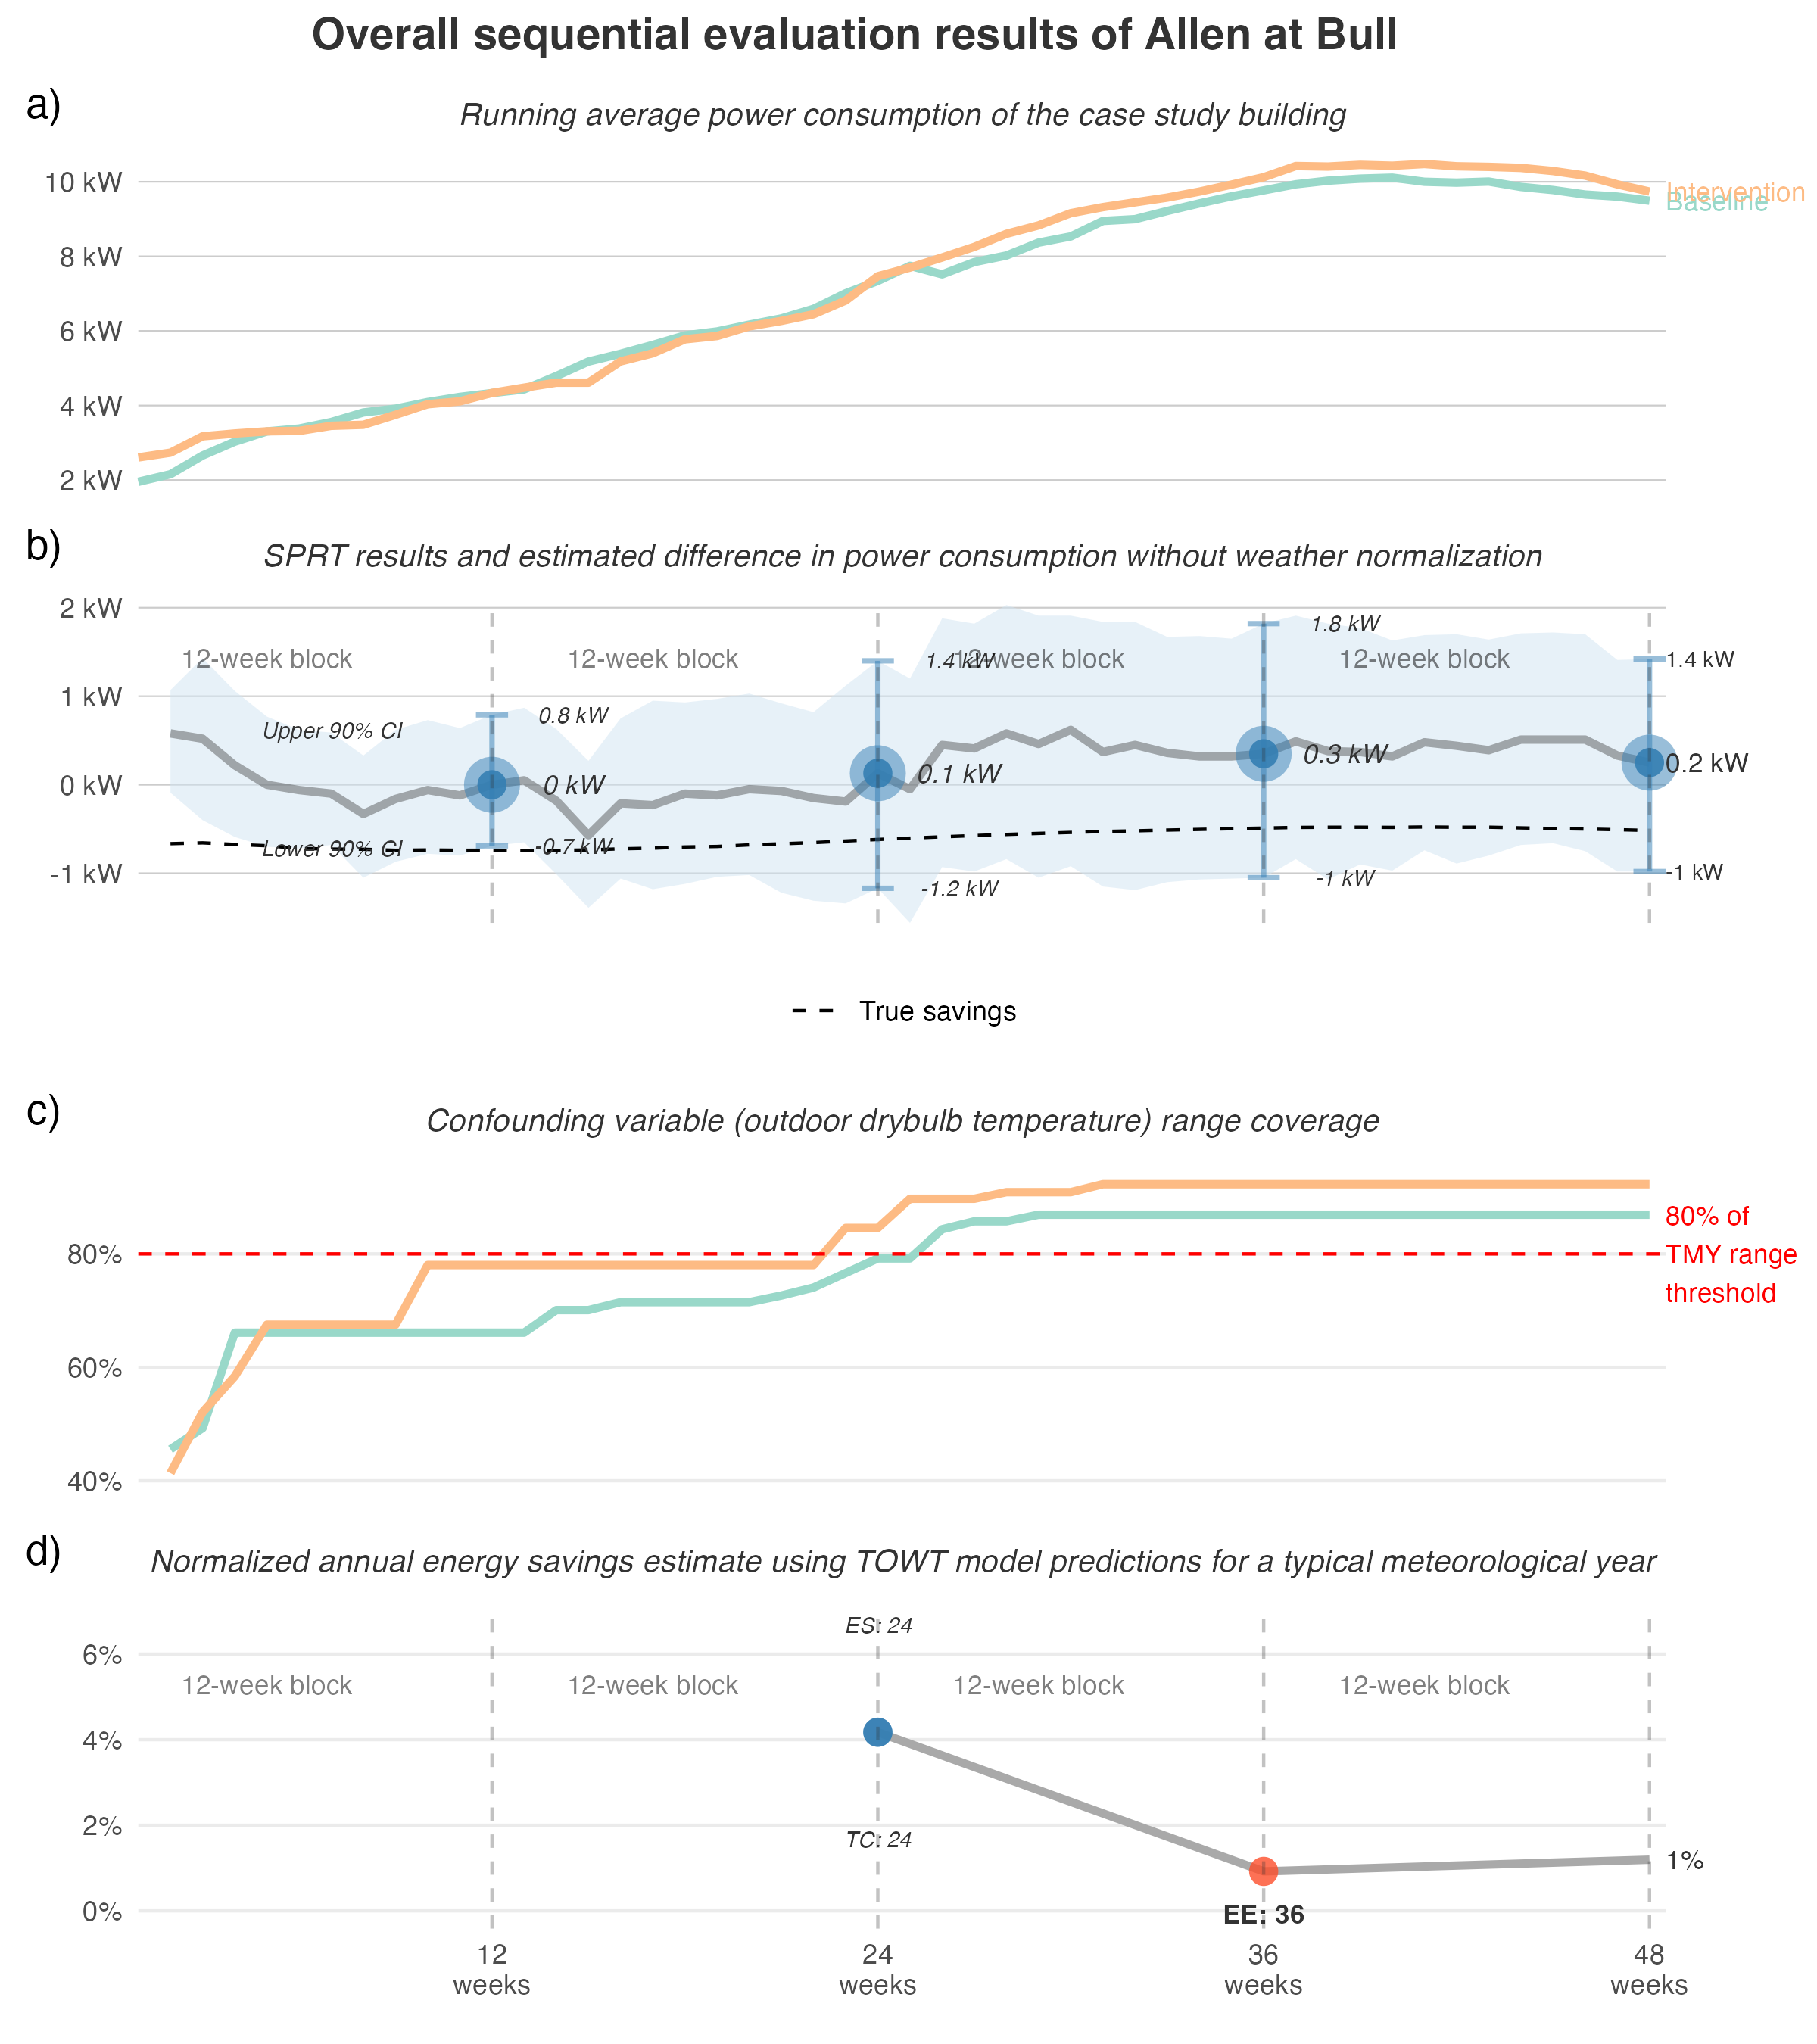 Overall sequential evaluation results of Allen at Bull
a)
Running average power consumption of the case study building
10 kW
8 kW
6 kW
4 kW
2 kW
Intervention
Baseline
b)
SPRT results and estimated difference in power consumption without weather normalization
2 kW
1 kW
0 kW
-1 kW
12-week block
12-week block
12-week block
12-week block
Upper 90% CI
Lower 90% CI
0.8 kW
0 kW
-0.7 kW
1.4 kW
0.1 kW
-1.2 kW
1.8 kW
0.3 kW
-1 kW
1.4 kW
0.2 kW
-1 kW
True savings
c)
Confounding variable (outdoor drybulb temperature) range coverage
80%
60%
40%
80% of
TMY range
threshold
d)
Normalized annual energy savings estimate using TOWT model predictions for a typical meteorological year
6%
4%
2%
0%
ES: 24
12-week block
12-week block
12-week block
12-week block
TC: 24
1%
EE: 36
12
weeks
24
weeks
36
weeks
48
weeks